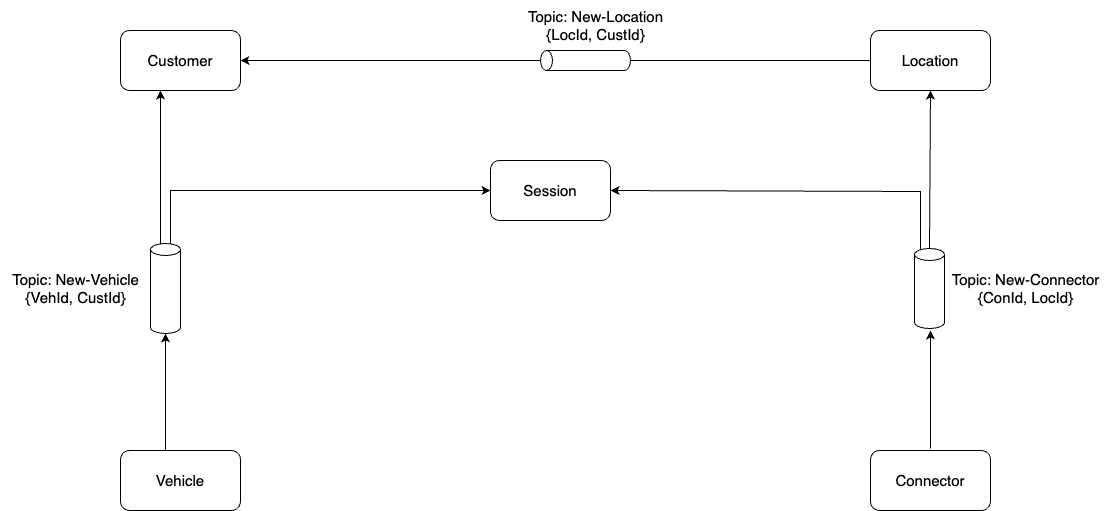 Topic: New-Location
{LocId, CustId}
Customer
Location
Session
Topic: New-Vehicle
{VehId, CustId}
Topic: New-Connector
{ConId, LocId}
Vehicle
Connector